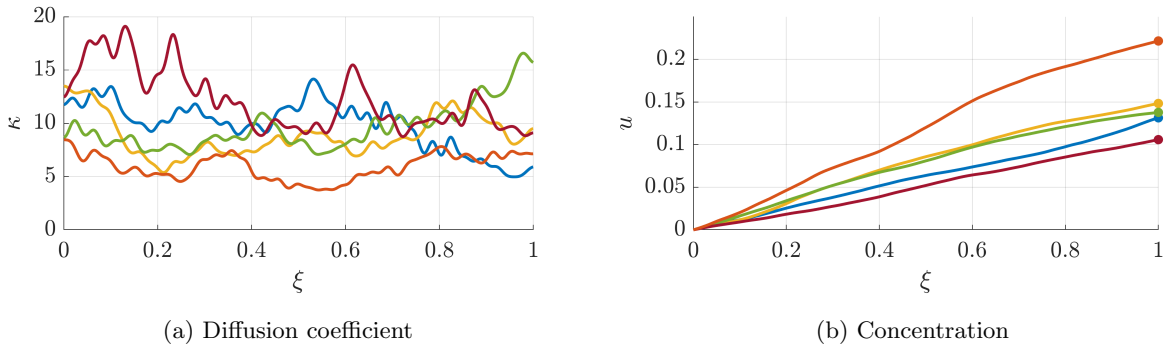 20
15
κ 10
5
0
0 0.2 0.4 0.6 0.8 1
ξ
(a) Diffusion coefficient
0.2
0.15
u
0.1
0.05
0
0 0.2 0.4 0.6 0.8 1
ξ
(b) Concentration